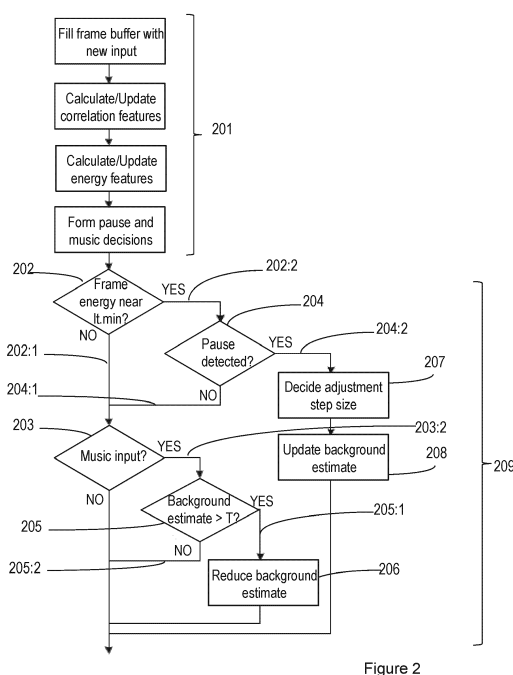 Fill frame buffer with
new input
Calculate/Update
correlation features
201
Calculate/Update
energy features
Form pause and
music decisions
202
Frame
energy near
lt.min?
YES
202:2
NO
204
Pause
detected?
YES
204:2
202:1
207
Decide adjustment
step size
204:1
NO
203
Music input?
YES
203:2
Update background
estimate
208
209
NO
Background
estimate > T?
YES
205
205:1
NO
205:2
Reduce background
estimate
206
Figure 2